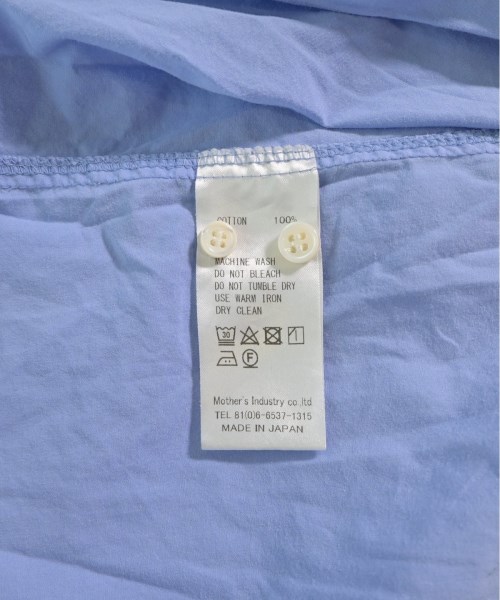 COTTON 100%
MACHINE WASH
DO NOT BLEACH
DO NOT TUMBLE DRY
USE WARM IRON
DRY CLEAN
30
F
Mother's Industry co.,ltd
TEL 81(0)6-6537-1315
MADE IN JAPAN